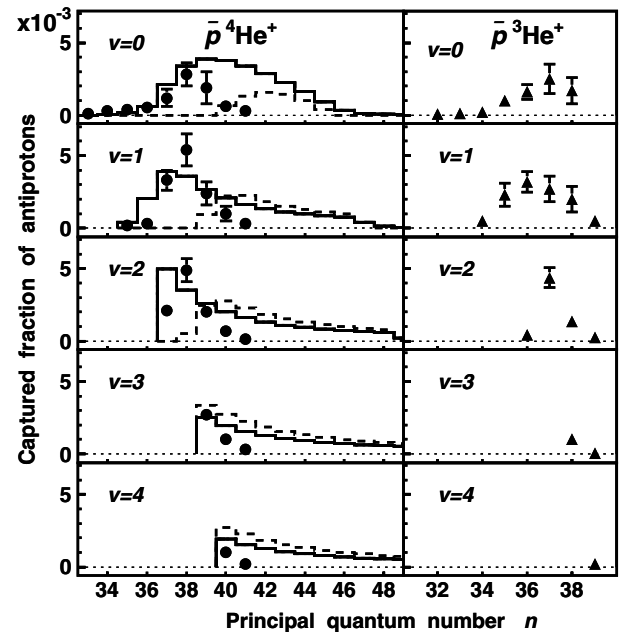 x10⁻³
p̄ ⁴He⁺
p̄ ³He⁺
5
v=0
v=0
0
5
v=1
v=1
0
5
v=2
v=2
0
5
v=3
v=3
0
5
v=4
v=4
0
34 36 38 40 42 44 46 48
32 34 36 38
Principal quantum number n
Captured fraction of antiprotons